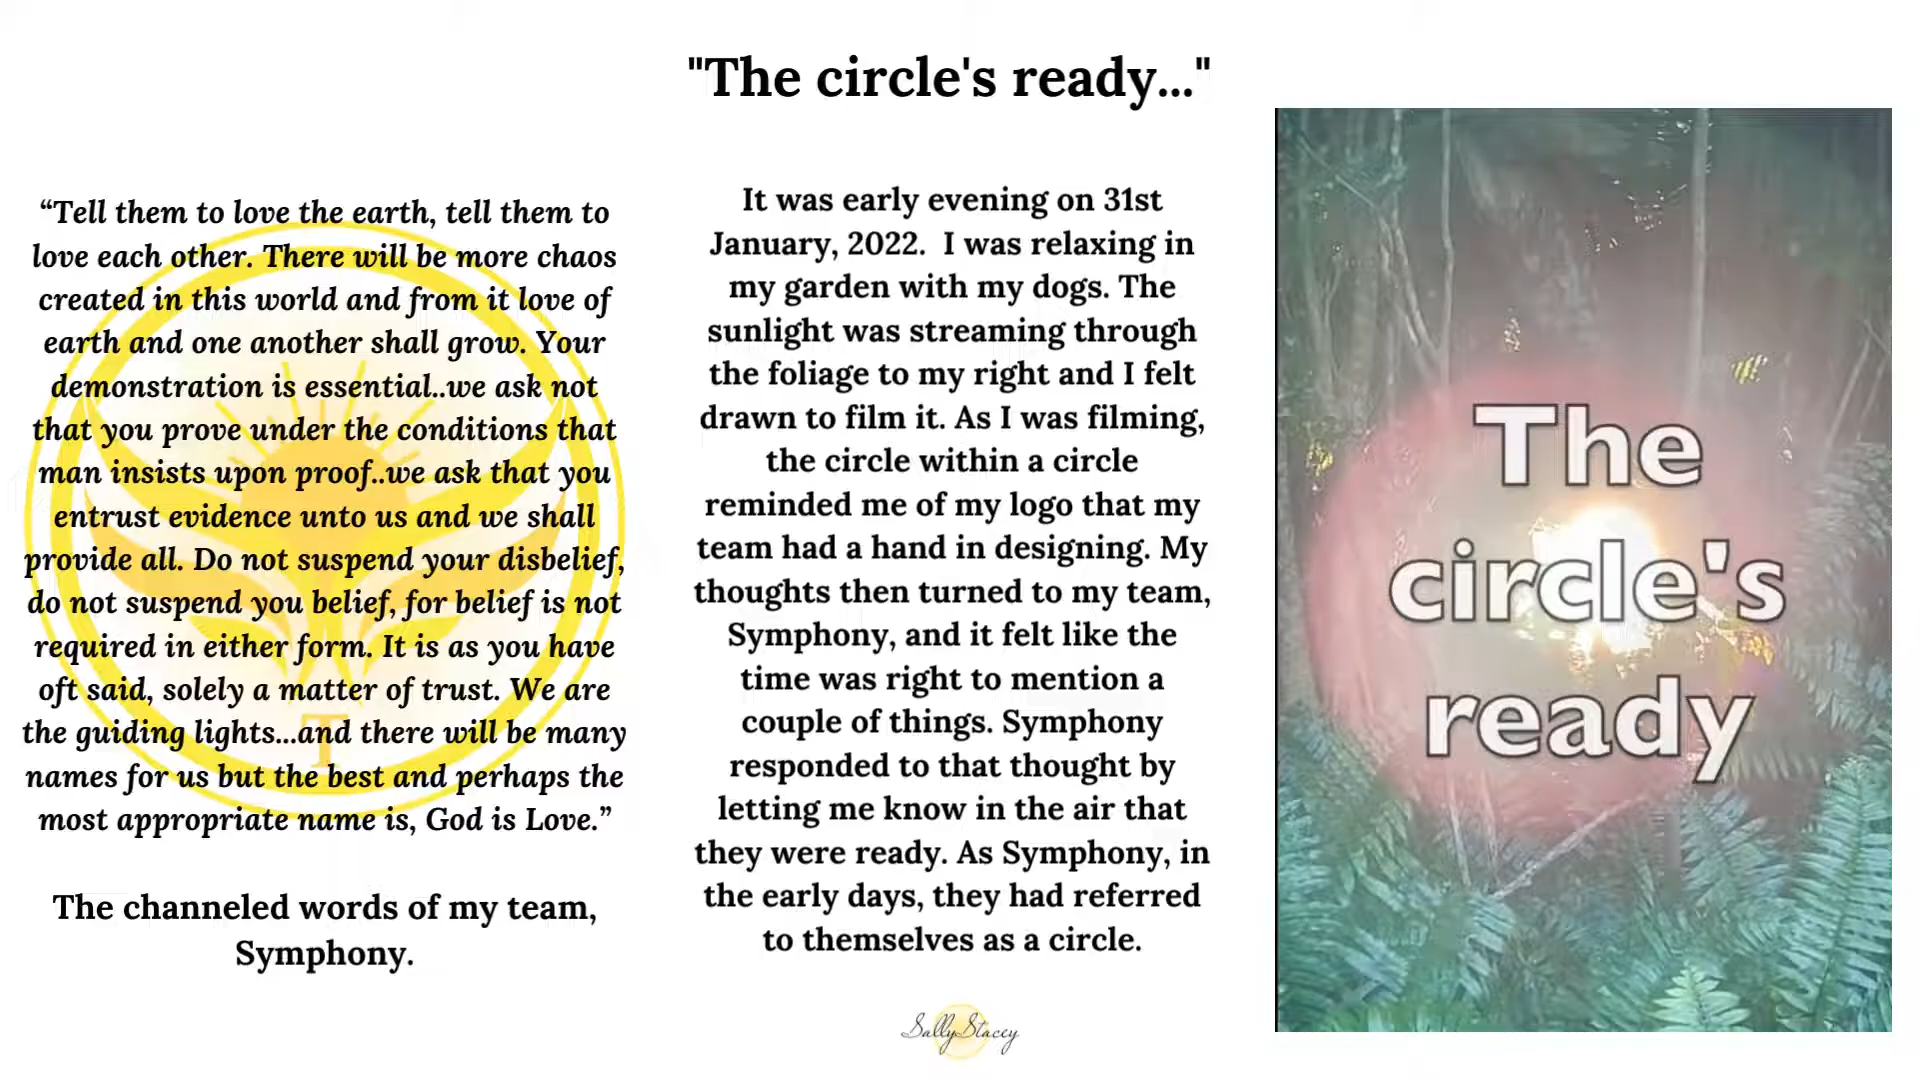 "The circle's ready..."
“Tell them to love the earth, tell them to
love each other. There will be more chaos
created in this world and from it love of
earth and one another shall grow. Your
demonstration is essential..we ask not
that you prove under the conditions that
man insists upon proof..we ask that you
entrust evidence unto us and we shall
provide all. Do not suspend your disbelief,
do not suspend you belief, for belief is not
required in either form. It is as you have
oft said, solely a matter of trust. We are
the guiding lights...and there will be many
names for us but the best and perhaps the
most appropriate name is, God is Love.”
The channeled words of my team,
Symphony.
T
It was early evening on 31st
January, 2022.  I was relaxing in
my garden with my dogs. The
sunlight was streaming through
the foliage to my right and I felt
drawn to film it. As I was filming,
the circle within a circle
reminded me of my logo that my
team had a hand in designing. My
thoughts then turned to my team,
Symphony, and it felt like the
time was right to mention a
couple of things. Symphony
responded to that thought by
letting me know in the air that
they were ready. As Symphony, in
the early days, they had referred
to themselves as a circle.
The
circle's
ready
Sally Stacey